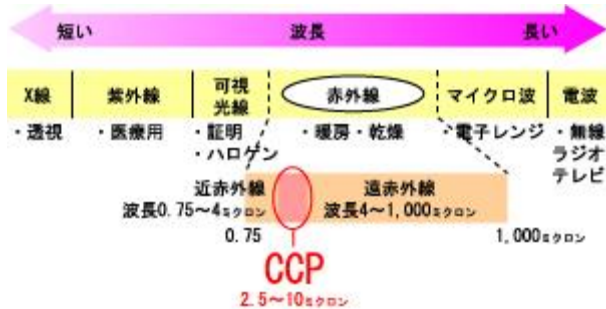 短い 波長 長い
X線 紫外線 可視光線 赤外線 マイクロ波 電波
・透視 ・医療用 ・証明 ・暖房・乾燥 ・電子レンジ ・無線
・ハロゲン ラジオ
テレビ
近赤外線 遠赤外線
波長0.75～4ミクロン 波長4～1,000ミクロン
0.75 1,000ミクロン
CCP
2.5～10ミクロン